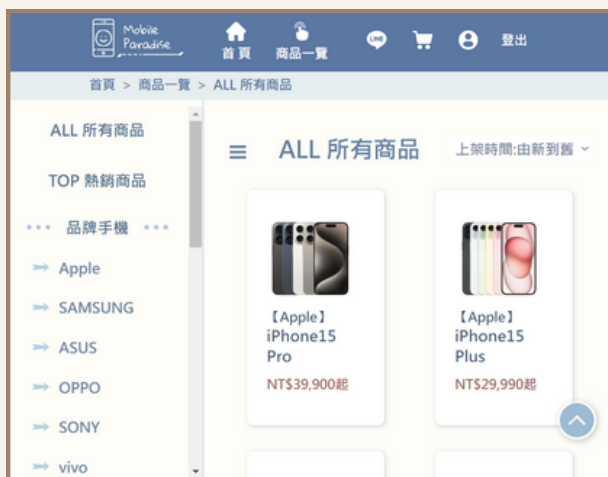 Mobile
Paradise
首頁
商品一覽
LINE
登出
首頁 > 商品一覽 > ALL 所有商品
ALL 所有商品
TOP 熱銷商品
品牌手機
Apple
SAMSUNG
ASUS
OPPO
SONY
vivo
ALL 所有商品
上架時間:由新到舊
【Apple】
iPhone15
Pro
NT$39,900起
【Apple】
iPhone15
Plus
NT$29,990起